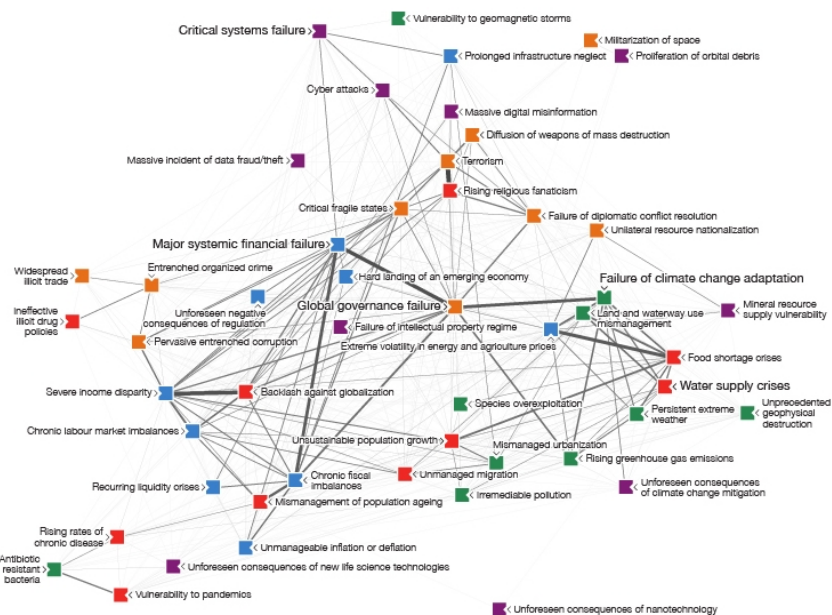 Vulnerability to geomagnetic storms
Critical systems failure
Militarization of space
Prolonged infrastructure neglect
Proliferation of orbital debris
Cyber attacks
Massive digital misinformation
Diffusion of weapons of mass destruction
Massive incident of data fraud/theft
Terrorism
Rising religious fanaticism
Critical fragile states
Failure of diplomatic conflict resolution
Unilateral resource nationalization
Major systemic financial failure
Widespread
illicit trade
Entrenched organized crime
Hard landing of an emerging economy
Failure of climate change adaptation
Global governance failure
Mineral resource
supply vulnerability
Ineffective
illicit drug
policies
Unforeseen negative
consequences of regulation
Land and waterway use
mismanagement
Failure of intellectual property regime
Pervasive entrenched corruption
Extreme volatility in energy and agriculture prices
Food shortage crises
Water supply crises
Severe income disparity
Backlash against globalization
Species overexploitation
Persistent extreme
weather
Unprecedented
geophysical
destruction
Chronic labour market imbalances
Unsustainable population growth
Mismanaged urbanization
Rising greenhouse gas emissions
Unmanaged migration
Chronic fiscal
imbalances
Recurring liquidity crises
Unforeseen consequences
of climate change mitigation
Irremediable pollution
Mismanagement of population ageing
Rising rates of
chronic disease
Unmanageable inflation or deflation
Antibiotic
resistant
bacteria
Unforeseen consequences of new life science technologies
Vulnerability to pandemics
Unforeseen consequences of nanotechnology